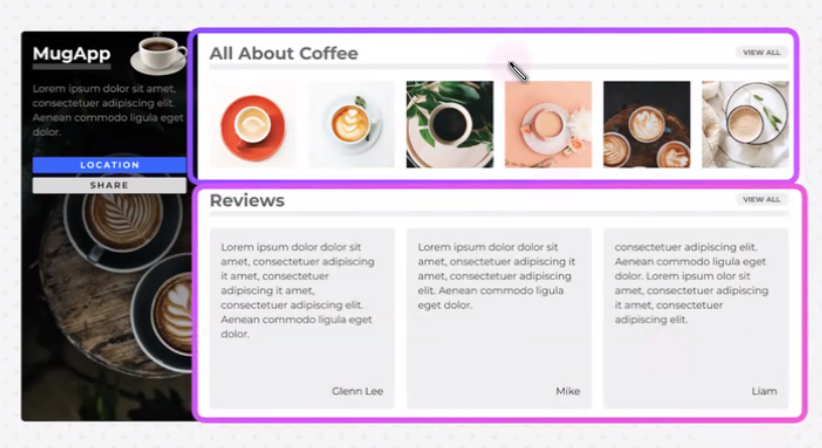 MugApp
Lorem ipsum dolor sit amet,
consectetuer adipiscing elit.
Aenean commodo ligula eget
dolor.
LOCATION
SHARE
All About Coffee
VIEW ALL
Reviews
VIEW ALL
Lorem ipsum dolor dolor sit
amet, consectetuer adipiscing
it amet, consectetuer
adipiscing it amet,
consectetuer adipiscing elit.
Aenean commodo ligula eget
dolor.
Glenn Lee
Lorem ipsum dolor dolor sit
amet, onsectetuer adipiscing it
amet, consectetuer adipiscing
elit. Aenean commodo ligula
eget dolor.
Mike
consectetuer adipiscing elit.
Aenean commodo ligula eget
dolor. Lorem ipsum olor sit
amet, consectetuer adipiscing
it amet, consectetuer
adipiscing elit.
Liam